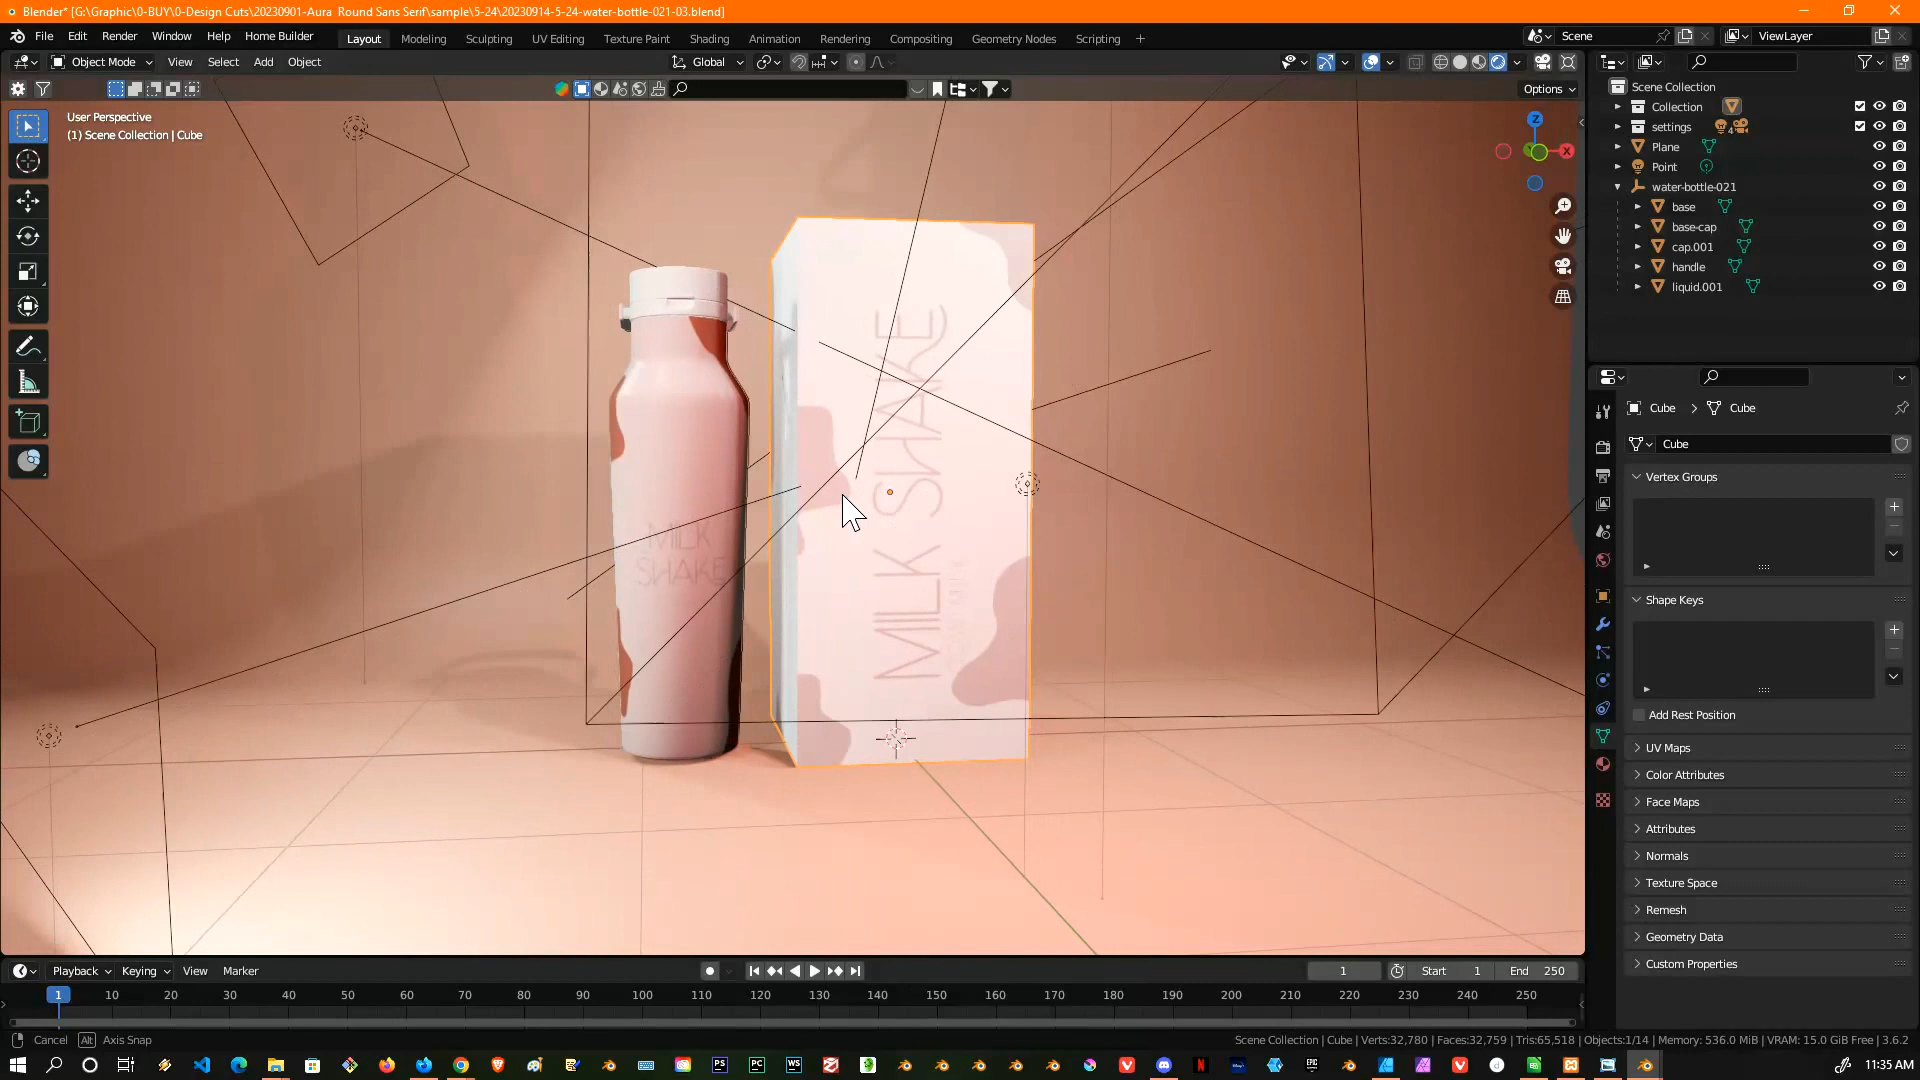 Blender* [G:\Graphic\0-BUY\0-Design Cuts\20230901-Aura Round Sans Serif\sample\5-24\20230914-5-24-water-bottle-021-03.blend]
File Edit Render Window Help Home Builder Layout Modeling Sculpting UV Editing Texture Paint Shading Animation Rendering Compositing Geometry Nodes Scripting + Scene ViewLayer
Object Mode View Select Add Object Global
Options
User Perspective
(1) Scene Collection | Cube
Z
X
MILK SHAKE
MILK
SHAKE
Scene Collection
Collection
settings 4
Plane
Point
water-bottle-021
base
base-cap
cap.001
handle
liquid.001
Cube > Cube
Cube
Vertex Groups
Shape Keys
Add Rest Position
UV Maps
Color Attributes
Face Maps
Attributes
Normals
Texture Space
Remesh
Geometry Data
Custom Properties
Playback Keying View Marker 1 Start 1 End 250
1 10 20 30 40 50 60 70 80 90 100 110 120 130 140 150 160 170 180 190 200 210 220 230 240 250
Cancel Alt Axis Snap Scene Collection | Cube | Verts:32,780 | Faces:32,759 | Tris:65,518 | Objects:1/14 | Memory: 536.0 MiB | VRAM: 15.0 GiB Free | 3.6.2
PS PC WS 11:35 AM